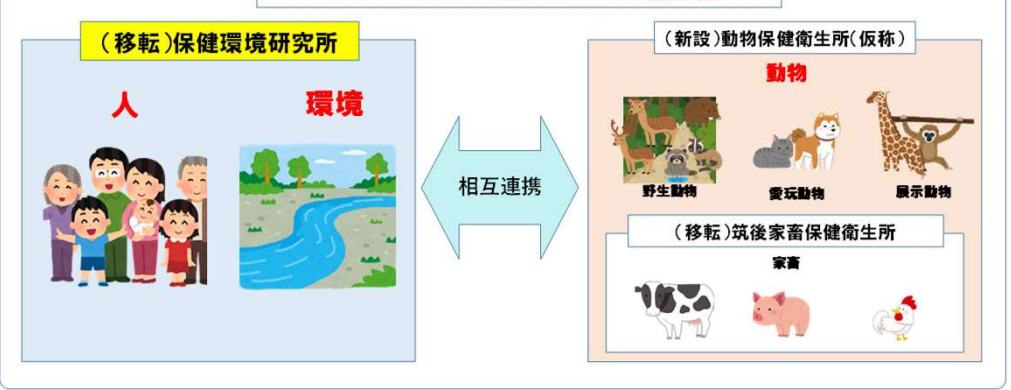 (移転)保健環境研究所
人
環境
相互連携
(新設)動物保健衛生所(仮称)
動物
野生動物
愛玩動物
展示動物
(移転)筑後家畜保健衛生所
家畜